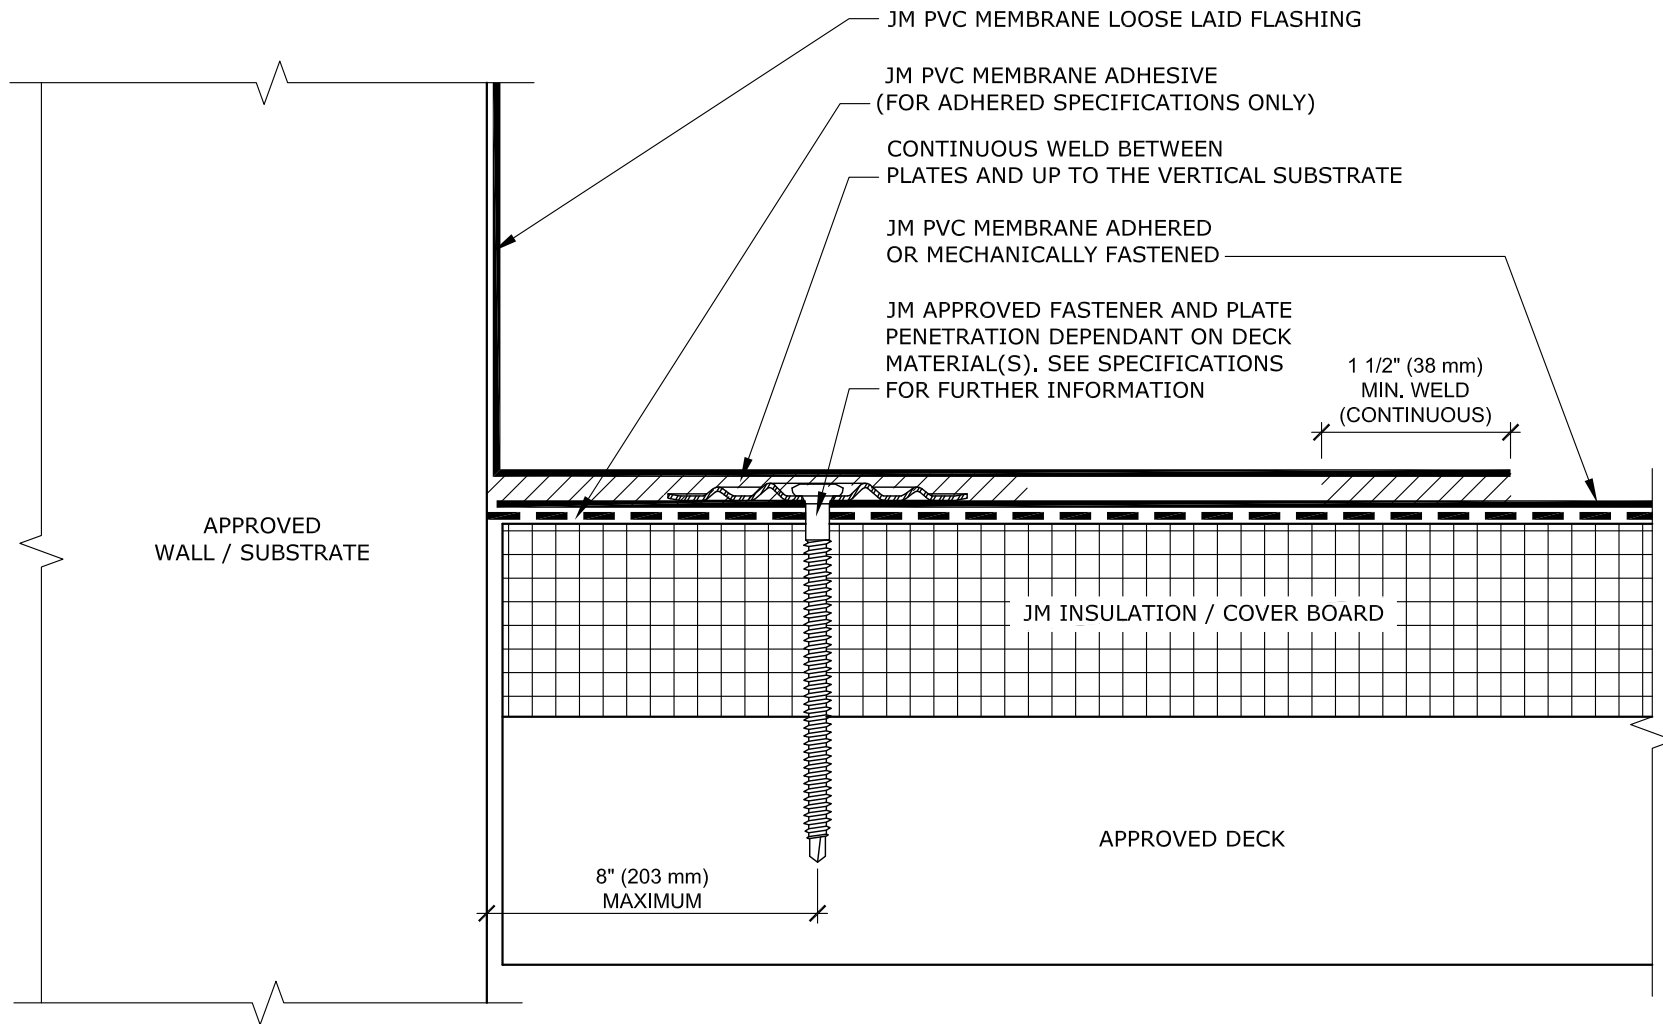 JM PVC MEMBRANE LOOSE LAID FLASHING
JM PVC MEMBRANE ADHESIVE
(FOR ADHERED SPECIFICATIONS ONLY)
CONTINUOUS WELD BETWEEN
PLATES AND UP TO THE VERTICAL SUBSTRATE
JM PVC MEMBRANE ADHERED
OR MECHANICALLY FASTENED
JM APPROVED FASTENER AND PLATE
PENETRATION DEPENDANT ON DECK
MATERIAL(S). SEE SPECIFICATIONS
FOR FURTHER INFORMATION
1 1/2" (38 mm)
MIN. WELD
(CONTINUOUS)
APPROVED
WALL / SUBSTRATE
JM INSULATION / COVER BOARD
APPROVED DECK
8" (203 mm)
MAXIMUM